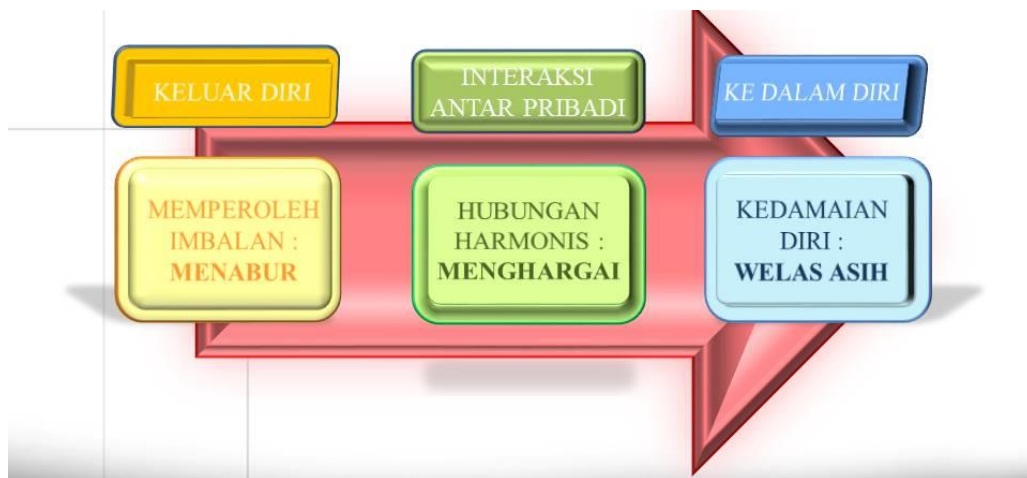 KELUAR DIRI
INTERAKSI
ANTAR PRIBADI
KE DALAM DIRI
MEMPEROLEH
IMBALAN :
MENABUR
HUBUNGAN
HARMONIS :
MENGHARGAI
KEDAMAIAN
DIRI :
WELAS ASIH